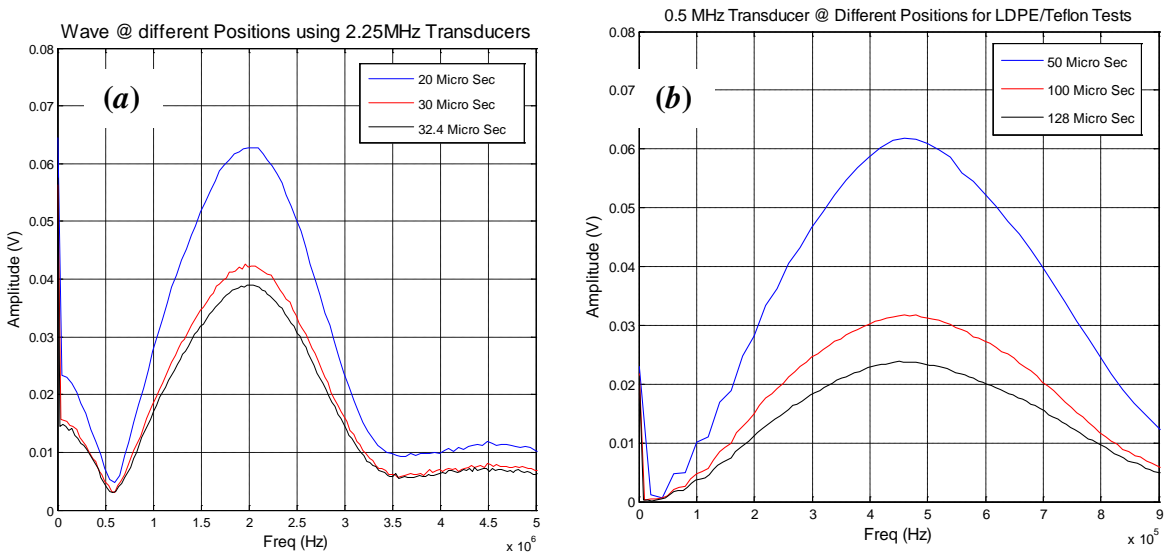 Wave @ different Positions using 2.25MHz Transducers
0.08
0.07
0.06
0.05
0.04
0.03
0.02
0.01
0
Amplitude (V)
(a)
20 Micro Sec
30 Micro Sec
32.4 Micro Sec
0
0.5
1
1.5
2
2.5
3
3.5
4
4.5
5
Freq (Hz)
x 10^6
0.5 MHz Transducer @ Different Positions for LDPE/Teflon Tests
0.08
0.07
0.06
0.05
0.04
0.03
0.02
0.01
0
Amplitude (V)
(b)
50 Micro Sec
100 Micro Sec
128 Micro Sec
0
1
2
3
4
5
6
7
8
9
Freq (Hz)
x 10^5